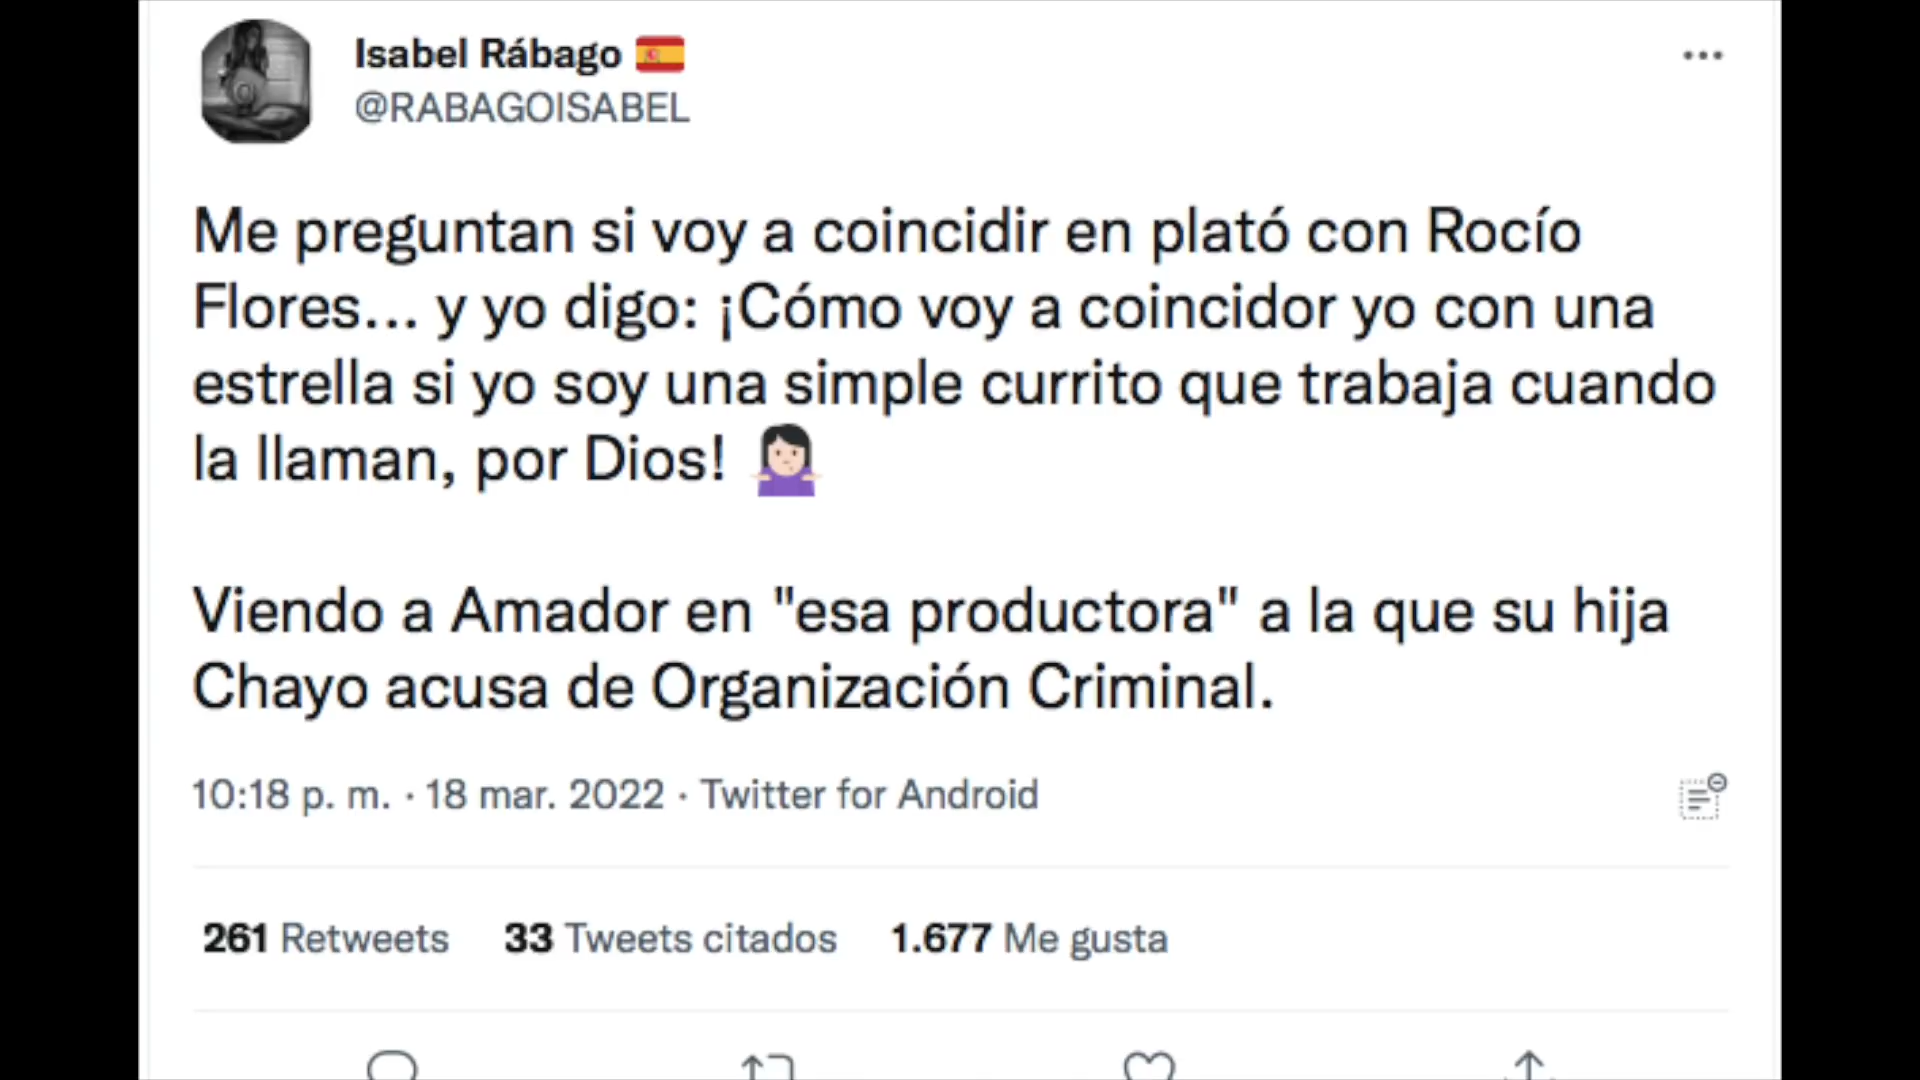 Isabel Rábago 🇪🇸
@RABAGOISABEL
Me preguntan si voy a coincidir en plató con Rocío
Flores... y yo digo: ¡Cómo voy a coincidor yo con una
estrella si yo soy una simple currito que trabaja cuando
la llaman, por Dios! 🤷🏻‍♀️
Viendo a Amador en "esa productora" a la que su hija
Chayo acusa de Organización Criminal.
10:18 p. m. · 18 mar. 2022 · Twitter for Android
261 Retweets 33 Tweets citados 1.677 Me gusta